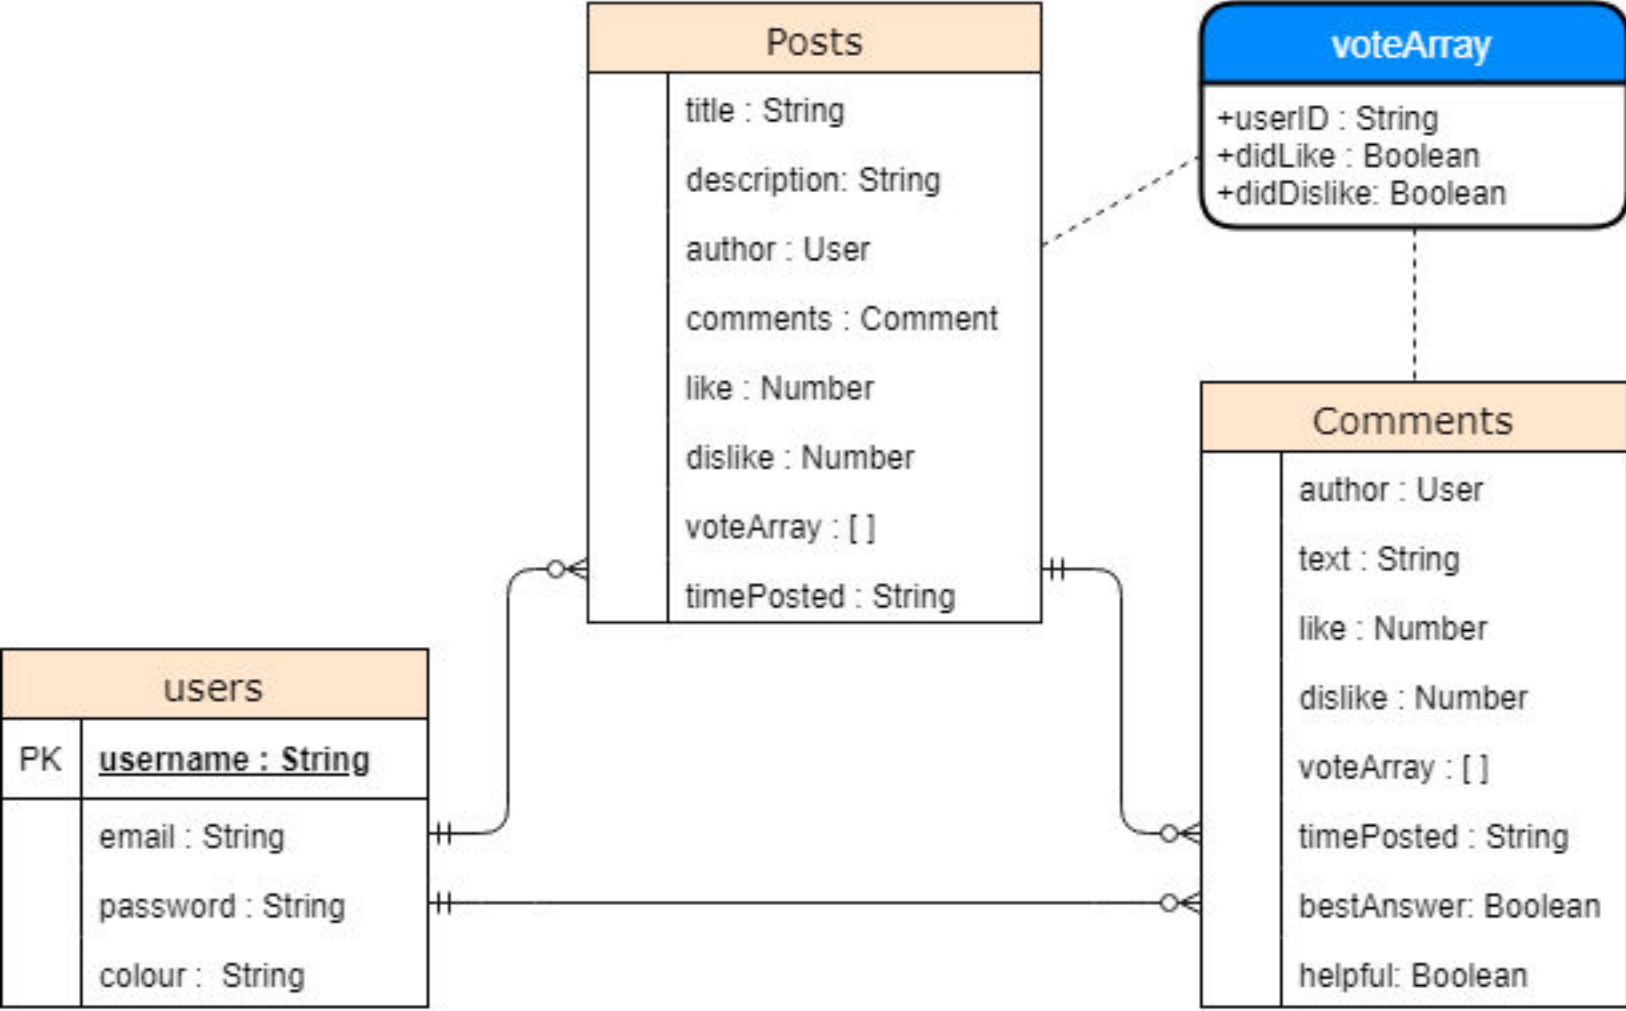 Posts
title : String
description: String
author : User
comments : Comment
like : Number
dislike : Number
voteArray : [ ]
timePosted : String
voteArray
+userID : String
+didLike : Boolean
+didDislike: Boolean
Comments
author : User
text : String
like : Number
dislike : Number
voteArray : [ ]
timePosted : String
bestAnswer: Boolean
helpful: Boolean
users
PK username : String
email : String
password : String
colour :  String